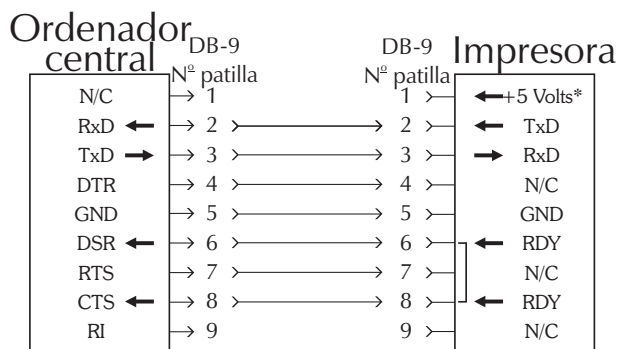 Ordenador central DB-9 Nº patilla DB-9 Nº patilla Impresora
N/C 1 1 +5 Volts*
RxD 2 2 TxD
TxD 3 3 RxD
DTR 4 4 N/C
GND 5 5 GND
DSR 6 6 RDY
RTS 7 7 N/C
CTS 8 8 RDY
RI 9 9 N/C